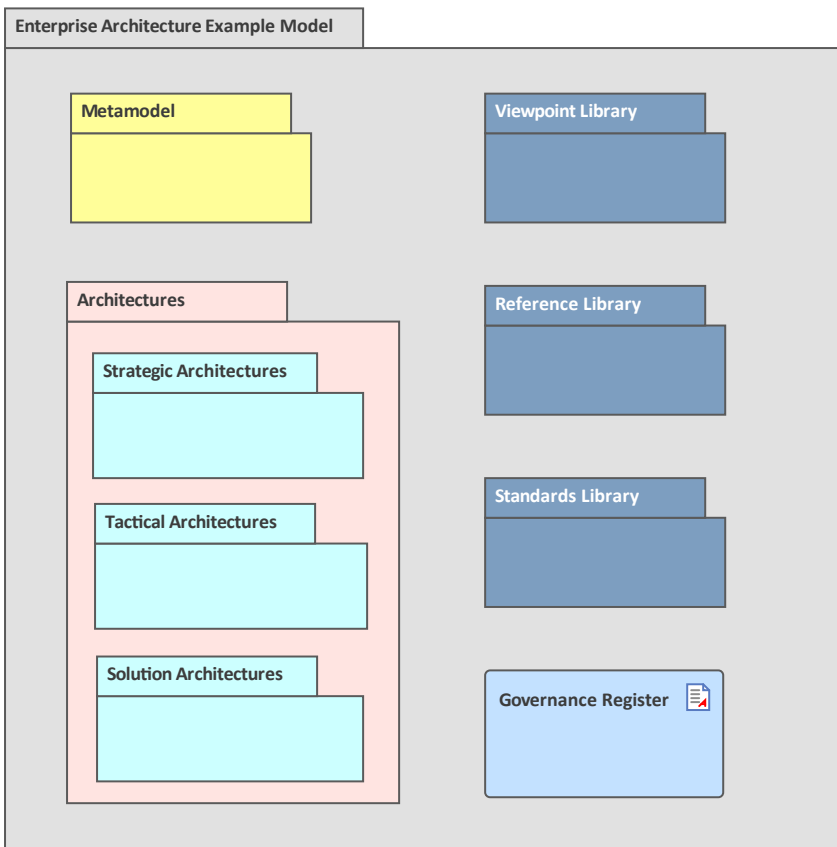 Enterprise Architecture Example Model
Metamodel
Viewpoint Library
Architectures
Reference Library
Strategic Architectures
Tactical Architectures
Standards Library
Solution Architectures
Governance Register